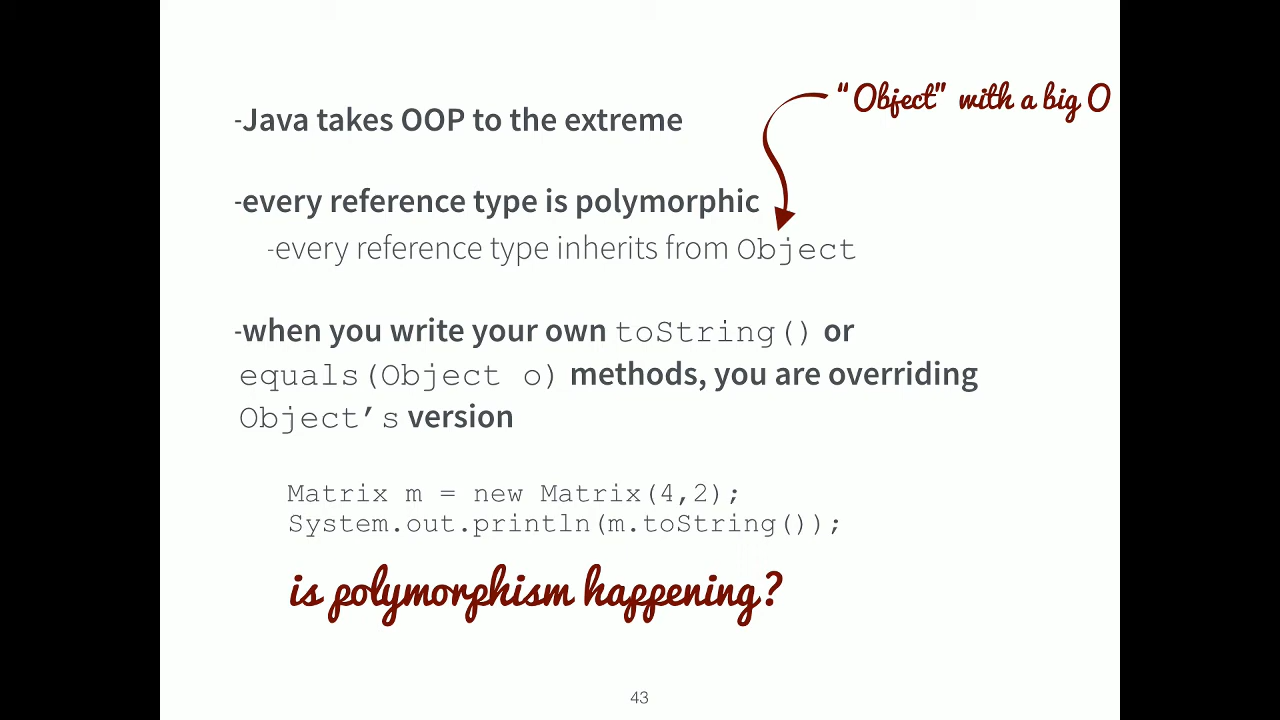 “Object” with a big O
-Java takes OOP to the extreme
-every reference type is polymorphic
-every reference type inherits from Object
-when you write your own toString() or
equals(Object o) methods, you are overriding
Object’s version
Matrix m = new Matrix(4,2);
System.out.println(m.toString());
is polymorphism happening?
43